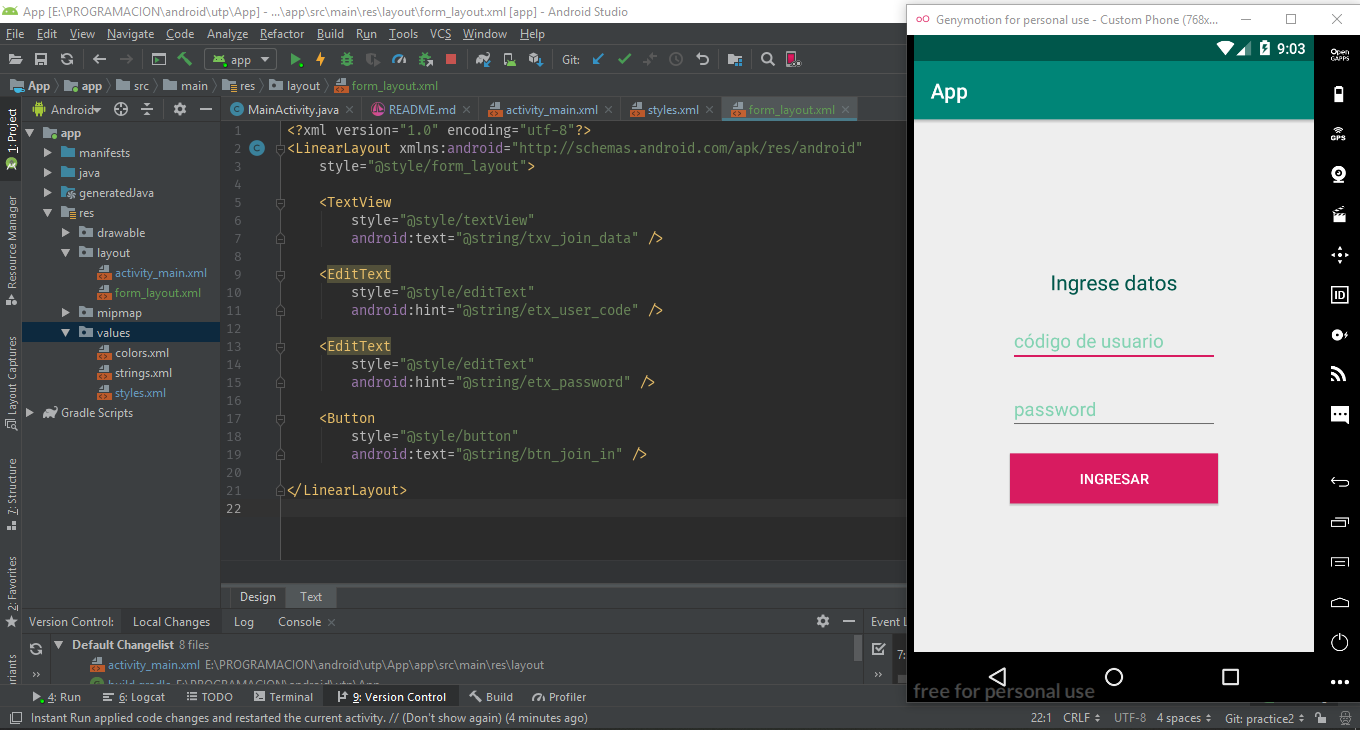 App [E:\PROGRAMACION\android\utp\App] - ...\app\src\main\res\layout\form_layout.xml [app] - Android Studio
File Edit View Navigate Code Analyze Refactor Build Run Tools VCS Window Help
app Git:
App app src main res layout form_layout.xml
Android
MainActivity.java README.md activity_main.xml styles.xml form_layout.xml
1: Project
Resource Manager
Layout Captures
7: Structure
2: Favorites
app
manifests
java
generatedJava
res
drawable
layout
activity_main.xml
form_layout.xml
mipmap
values
colors.xml
strings.xml
styles.xml
Gradle Scripts
1 <?xml version="1.0" encoding="utf-8"?>
2 <LinearLayout xmlns:android="http://schemas.android.com/apk/res/android"
3 style="@style/form_layout">
4
5 <TextView
6 style="@style/textView"
7 android:text="@string/txv_join_data" />
8
9 <EditText
10 style="@style/editText"
11 android:hint="@string/etx_user_code" />
12
13 <EditText
14 style="@style/editText"
15 android:hint="@string/etx_password" />
16
17 <Button
18 style="@style/button"
19 android:text="@string/btn_join_in" />
20
21 </LinearLayout>
22
Design Text
Version Control: Local Changes Log Console
Default Changelist 8 files
activity_main.xml E:\PROGRAMACION\android\utp\App\app\src\main\res\layout
build.gradle E:\PROGRAMACION\android\utp\App
Event L
7:
4: Run 6: Logcat TODO Terminal 9: Version Control Build Profiler
Instant Run applied code changes and restarted the current activity. // (Don't show again) (4 minutes ago)
22:1 CRLF UTF-8 4 spaces Git: practice2
Genymotion for personal use - Custom Phone (768x...
9:03
App
Ingrese datos
código de usuario
password
INGRESAR
free for personal use
Open
GAPPS
GPS
ID